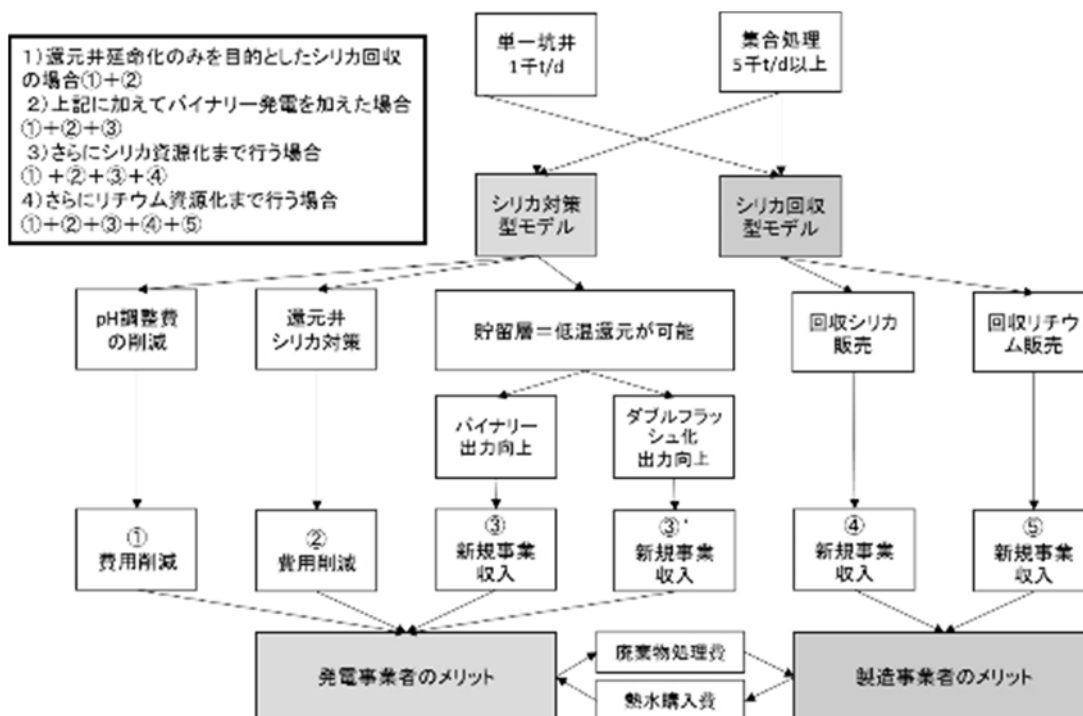 1）還元井延命化のみを目的としたシリカ回収
の場合①＋②
2）上記に加えてバイナリー発電を加えた場合
①＋②＋③
3）さらにシリカ資源化まで行う場合
①＋②＋③＋④
4）さらにリチウム資源化まで行う場合
①＋②＋③＋④＋⑤
単一坑井
1千t/d
集合処理
5千t/d以上
シリカ対策
型モデル
シリカ回収
型モデル
pH調整費
の削減
還元井
シリカ対策
貯留層＝低温還元が可能
回収シリカ
販売
回収リチウ
ム販売
バイナリー
出力向上
ダブルフラッ
シュ化
出力向上
①
費用削減
②
費用削減
③
新規事業
収入
③'
新規事業
収入
④
新規事業
収入
⑤
新規事業
収入
発電事業者のメリット
廃棄物処理費
熱水購入費
製造事業者のメリット